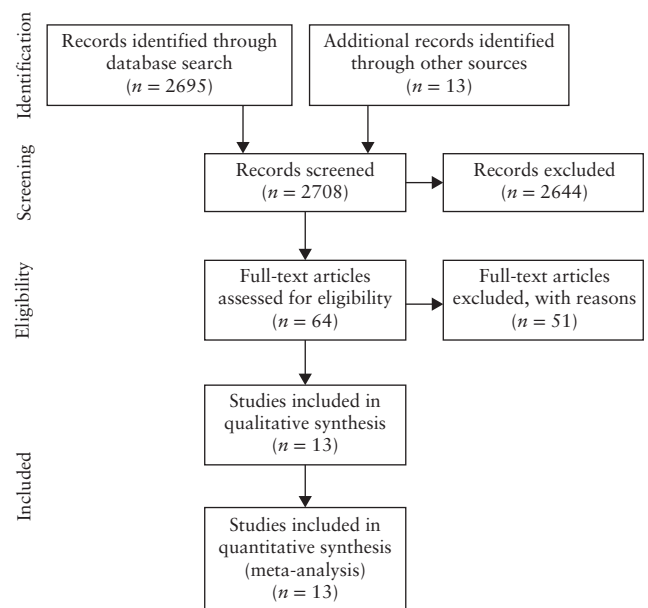 Identification
Records identified through
database search
(n = 2695)
Additional records identified
through other sources
(n = 13)
Screening
Records screened
(n = 2708)
Records excluded
(n = 2644)
Eligibility
Full-text articles
assessed for eligibility
(n = 64)
Full-text articles
excluded, with reasons
(n = 51)
Included
Studies included in
qualitative synthesis
(n = 13)
Studies included in
quantitative synthesis
(meta-analysis)
(n = 13)